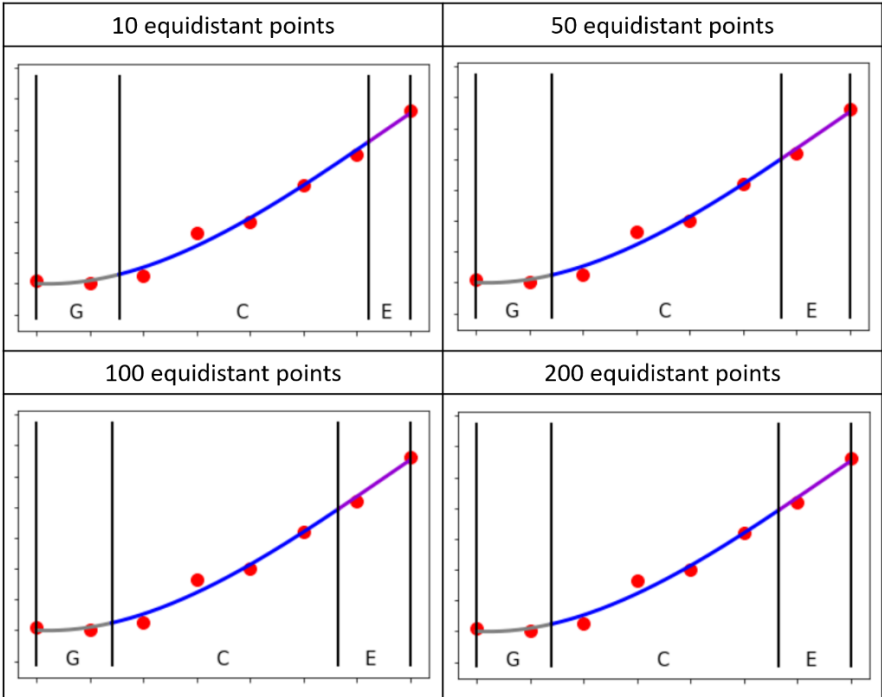 10 equidistant points
50 equidistant points
G C E
G C E
100 equidistant points
200 equidistant points
G C E
G C E